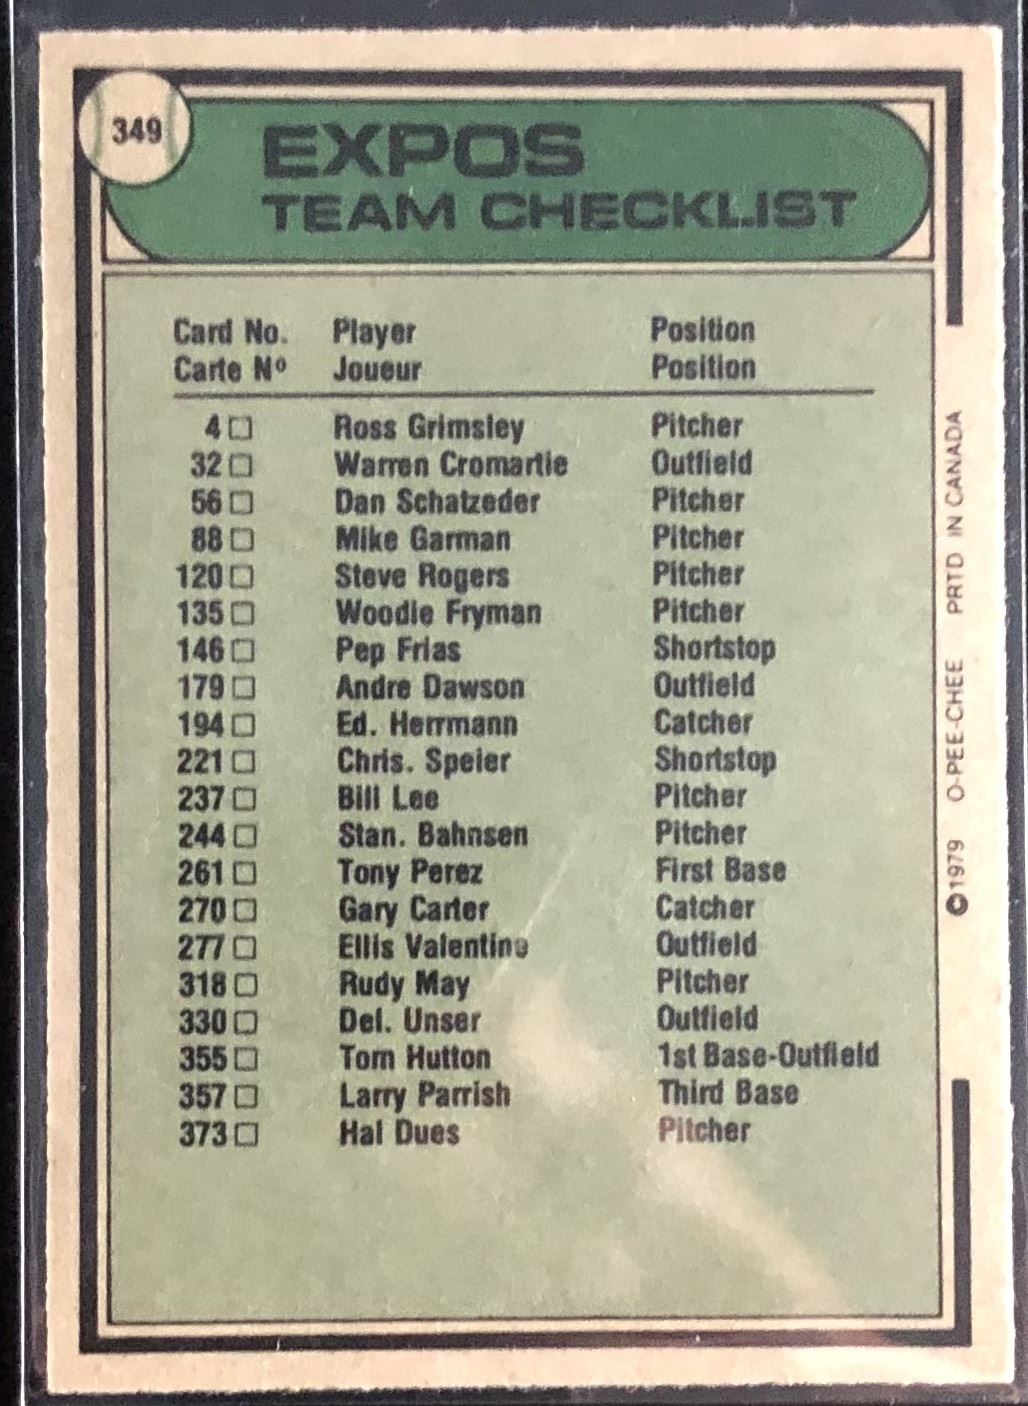 349
EXPOS
TEAM CHECKLIST
Card No. Player Position
Carte Nº Joueur Position
4 Ross Grimsley Pitcher
32 Warren Cromartie Outfield
56 Dan Schatzeder Pitcher
88 Mike Garman Pitcher
120 Steve Rogers Pitcher
135 Woodie Fryman Pitcher
146 Pep Frias Shortstop
179 Andre Dawson Outfield
194 Ed. Herrmann Catcher
221 Chris. Speier Shortstop
237 Bill Lee Pitcher
244 Stan. Bahnsen Pitcher
261 Tony Perez First Base
270 Gary Carter Catcher
277 Ellis Valentine Outfield
318 Rudy May Pitcher
330 Del. Unser Outfield
355 Tom Hutton 1st Base-Outfield
357 Larry Parrish Third Base
373 Hal Dues Pitcher
©1979 O-PEE-CHEE PRTD IN CANADA